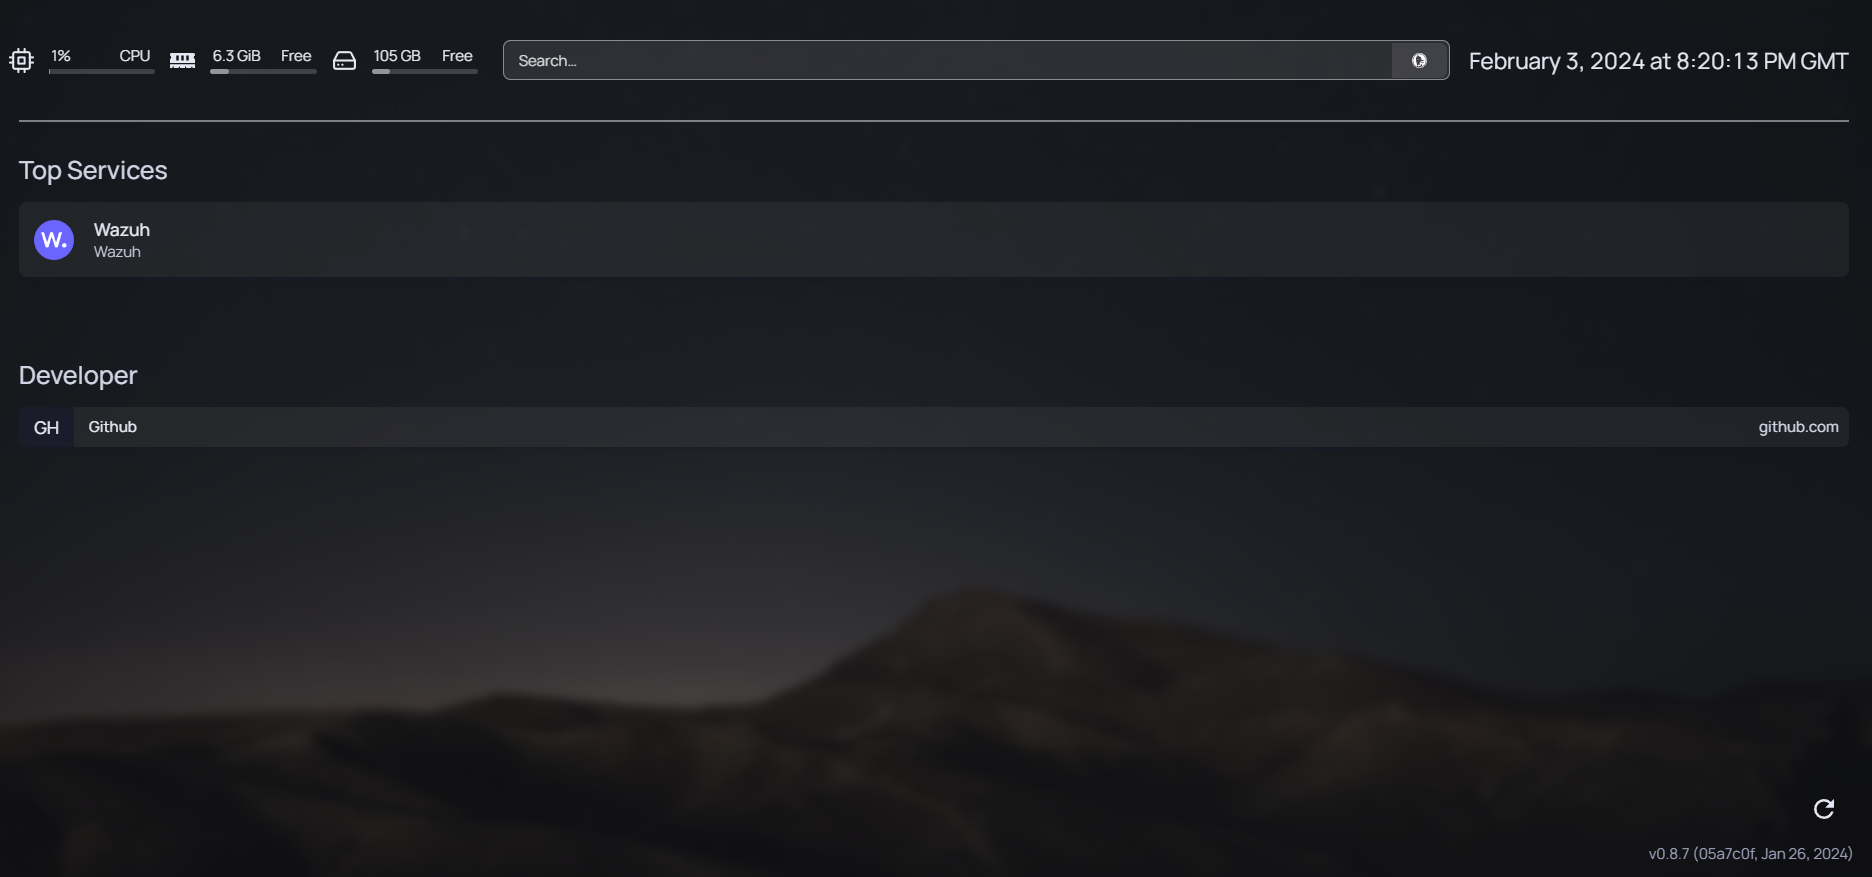 1% CPU 6.3 GiB Free 105 GB Free Search... February 3, 2024 at 8:20:13 PM GMT
Top Services
W. Wazuh
Wazuh
Developer
GH Github github.com
v0.8.7 (05a7c0f, Jan 26, 2024)